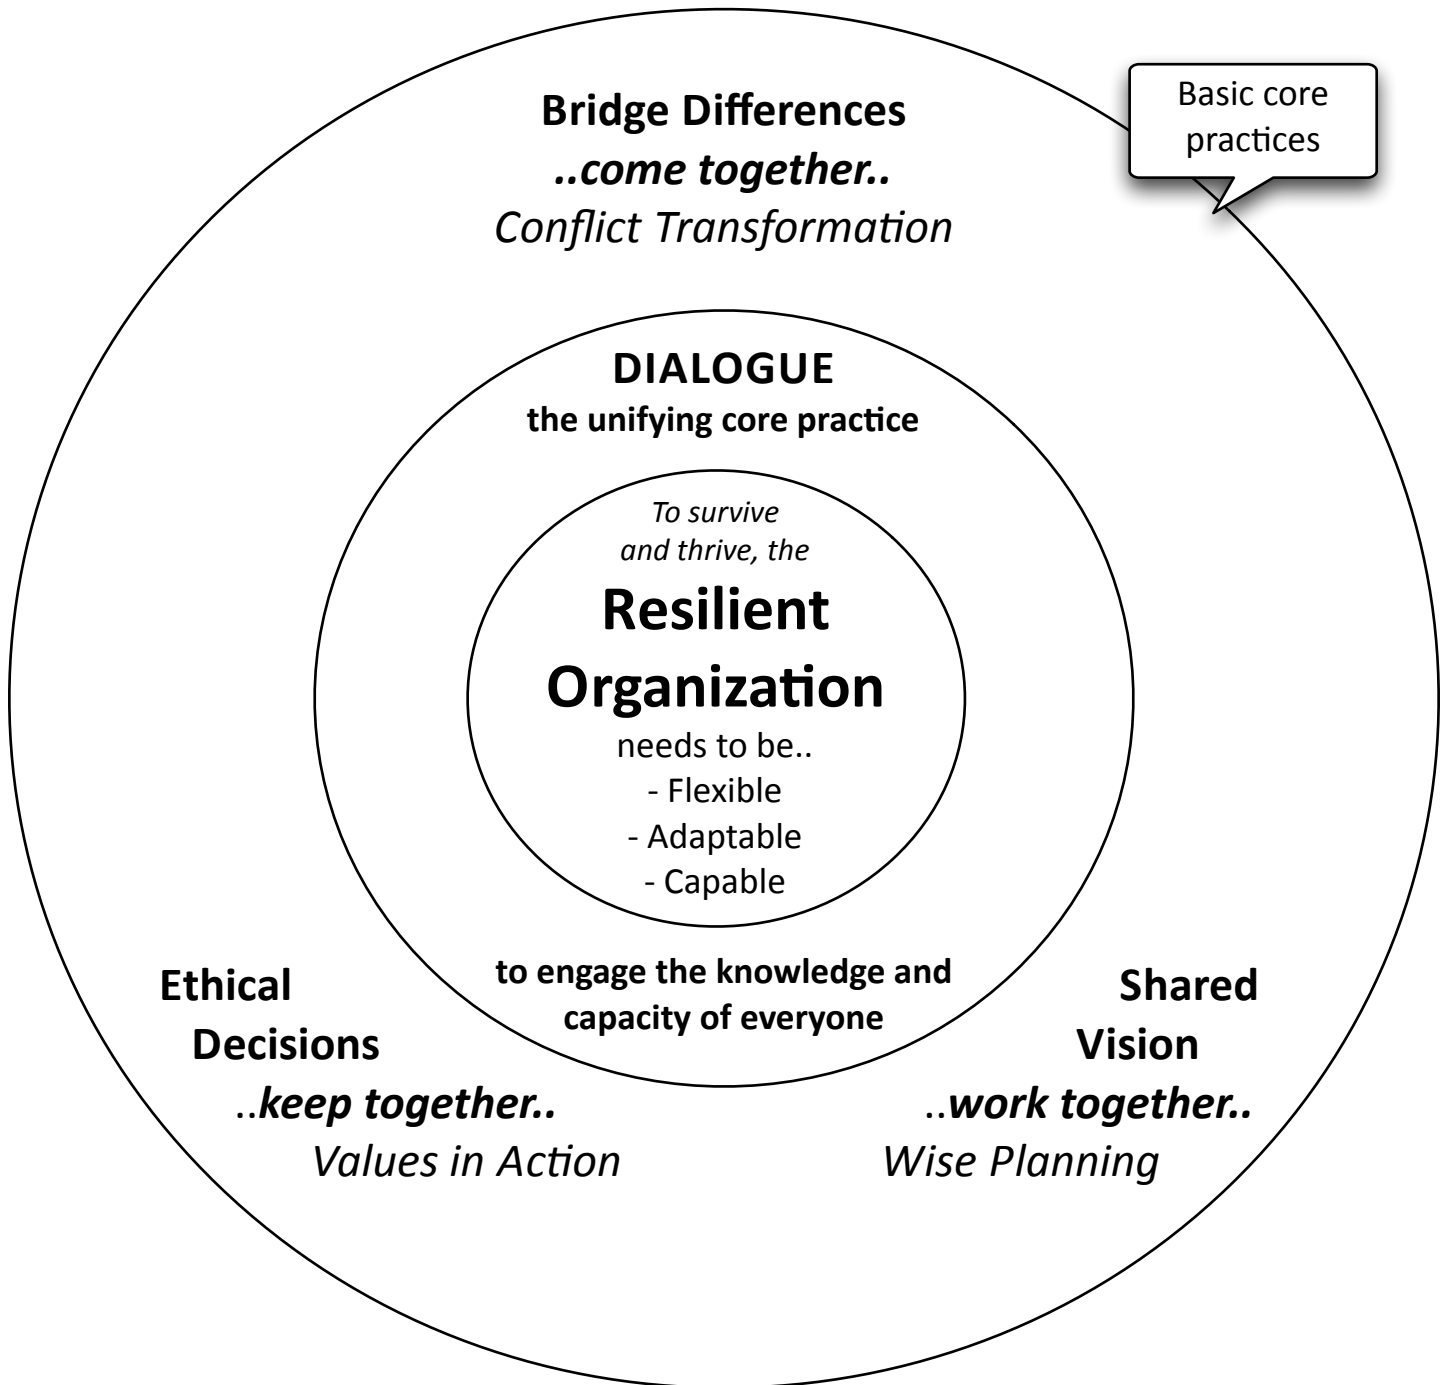 Basic core
practices
Bridge Differences
..come together..
Conflict Transformation
DIALOGUE
the unifying core practice
To survive
and thrive, the
Resilient
Organization
needs to be..
- Flexible
- Adaptable
- Capable
to engage the knowledge and
capacity of everyone
Ethical
Decisions
..keep together..
Values in Action
Shared
Vision
..work together..
Wise Planning